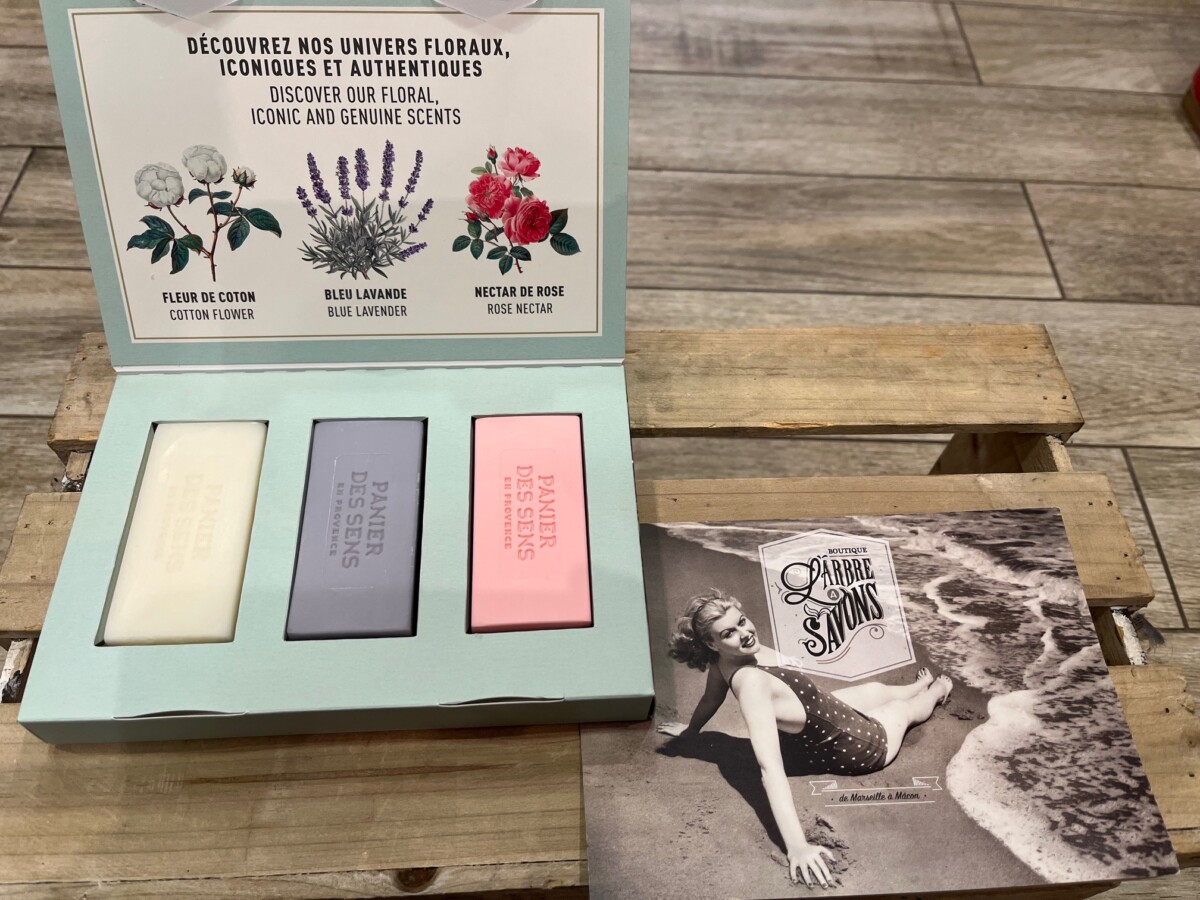 DÉCOUVREZ NOS UNIVERS FLORAUX,
ICONIQUES ET AUTHENTIQUES
DISCOVER OUR FLORAL,
ICONIC AND GENUINE SCENTS
FLEUR DE COTON
COTTON FLOWER
BLEU LAVANDE
BLUE LAVENDER
NECTAR DE ROSE
ROSE NECTAR
PANIER
DES SENS
PANIER
DES SENS
EN PROVENCE
PANIER
DES SENS
EN PROVENCE
BOUTIQUE
L'ARBRE
A
SAVONS
de Marseille à Mâcon